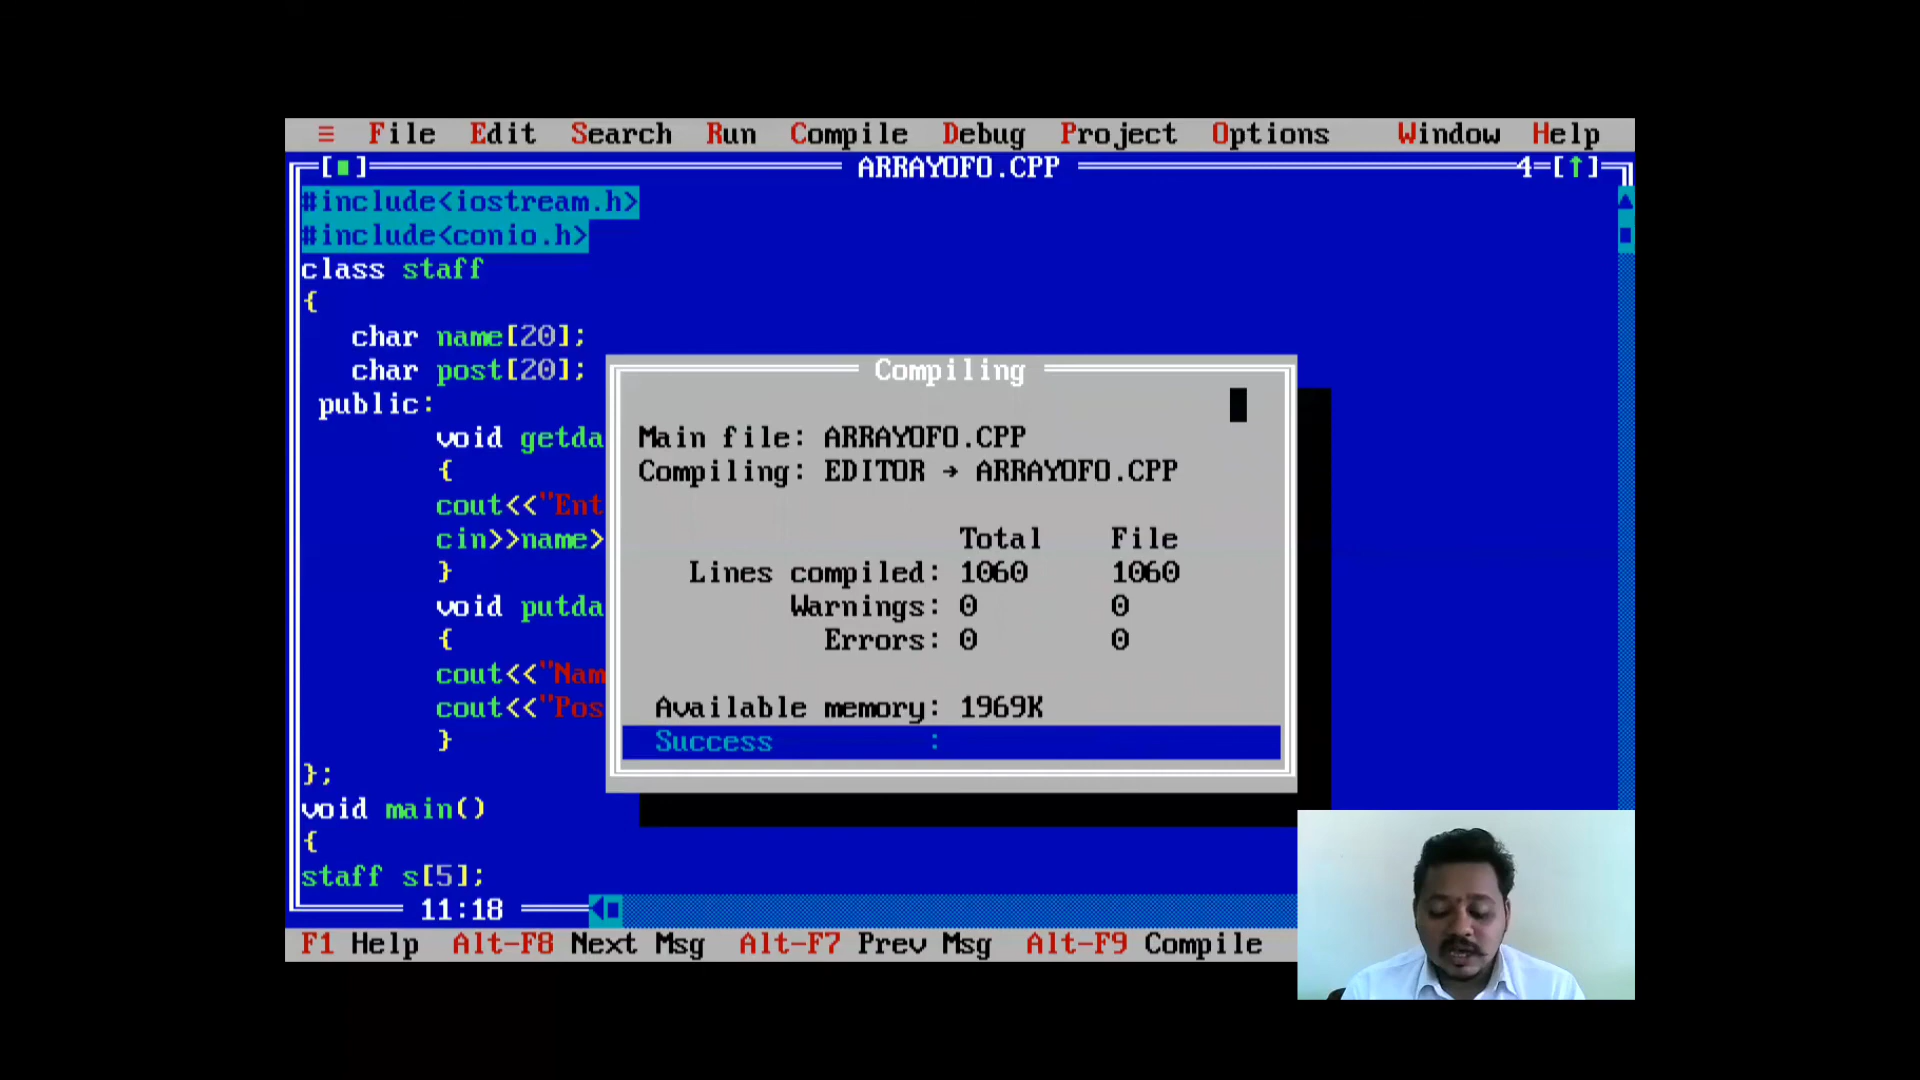 ≡ File Edit Search Run Compile Debug Project Options Window Help
[■] ARRAYOFO.CPP 4=[↑]
#include<iostream.h>
#include<conio.h>
class staff
{
char name[20];
char post[20];
public:
void getda
{
cout<<"Ent
cin>>name>
}
void putda
{
cout<<"Nam
cout<<"Pos
}
};
void main()
{
staff s[5];
11:18
Compiling
Main file: ARRAYOFO.CPP
Compiling: EDITOR → ARRAYOFO.CPP
Total File
Lines compiled: 1060 1060
Warnings: 0 0
Errors: 0 0
Available memory: 1969K
Success :
F1 Help Alt-F8 Next Msg Alt-F7 Prev Msg Alt-F9 Compile